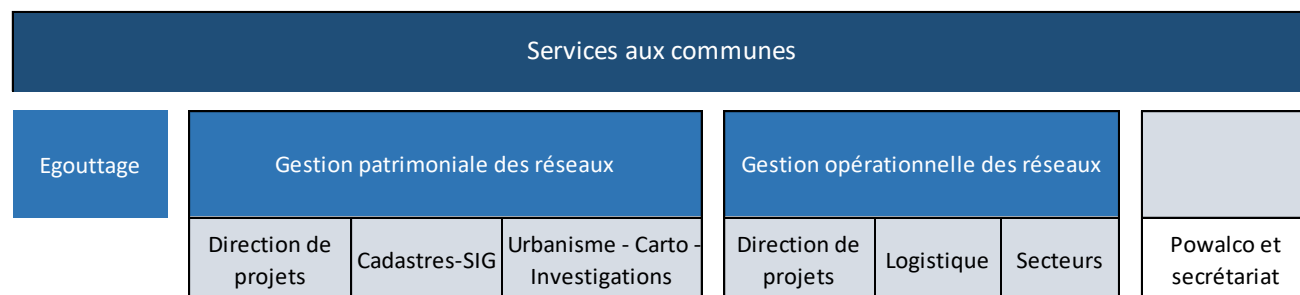 Services aux communes
Egouttage
Gestion patrimoniale des réseaux
Gestion opérationnelle des réseaux
Direction de
projets
Cadastres-SIG
Urbanisme - Carto -
Investigations
Direction de
projets
Logistique
Secteurs
Powalco et
secrétariat